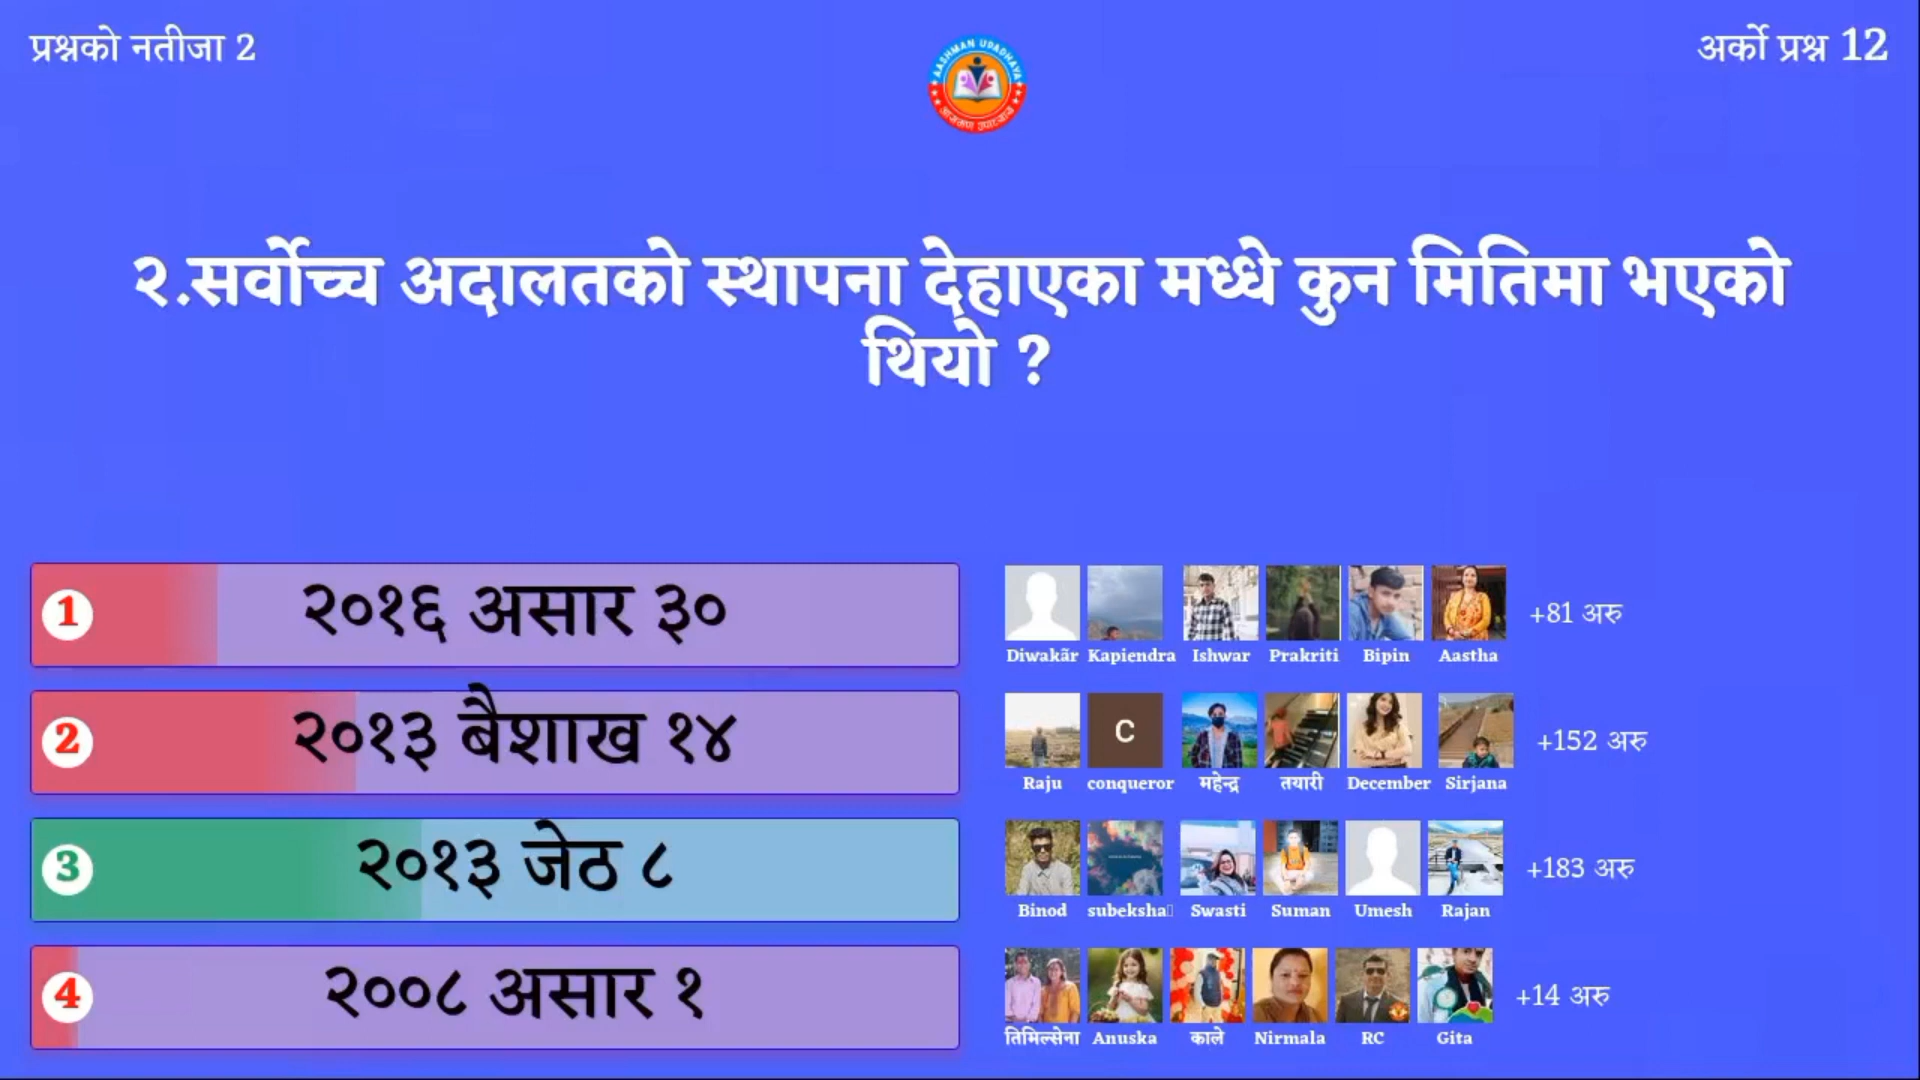 प्रश्नको नतीजा 2
अर्को प्रश्न 12
AASHMAN UPADHAYA
२.सर्वोच्च अदालतको स्थापना देहाएका मध्धे कुन मितिमा भएको
थियो ?
1 २०१६ असार ३०
Diwakãr Kapiendra Ishwar Prakriti Bipin Aastha
+81 अरु
2 २०१३ बैशाख १४
C
Raju conqueror महेन्द्र तयारी December Sirjana
+152 अरु
3 २०१३ जेठ ८
Binod subeksha Swasti Suman Umesh Rajan
+183 अरु
4 २००८ असार १
तिमिल्सेना Anuska काले Nirmala RC Gita
+14 अरु